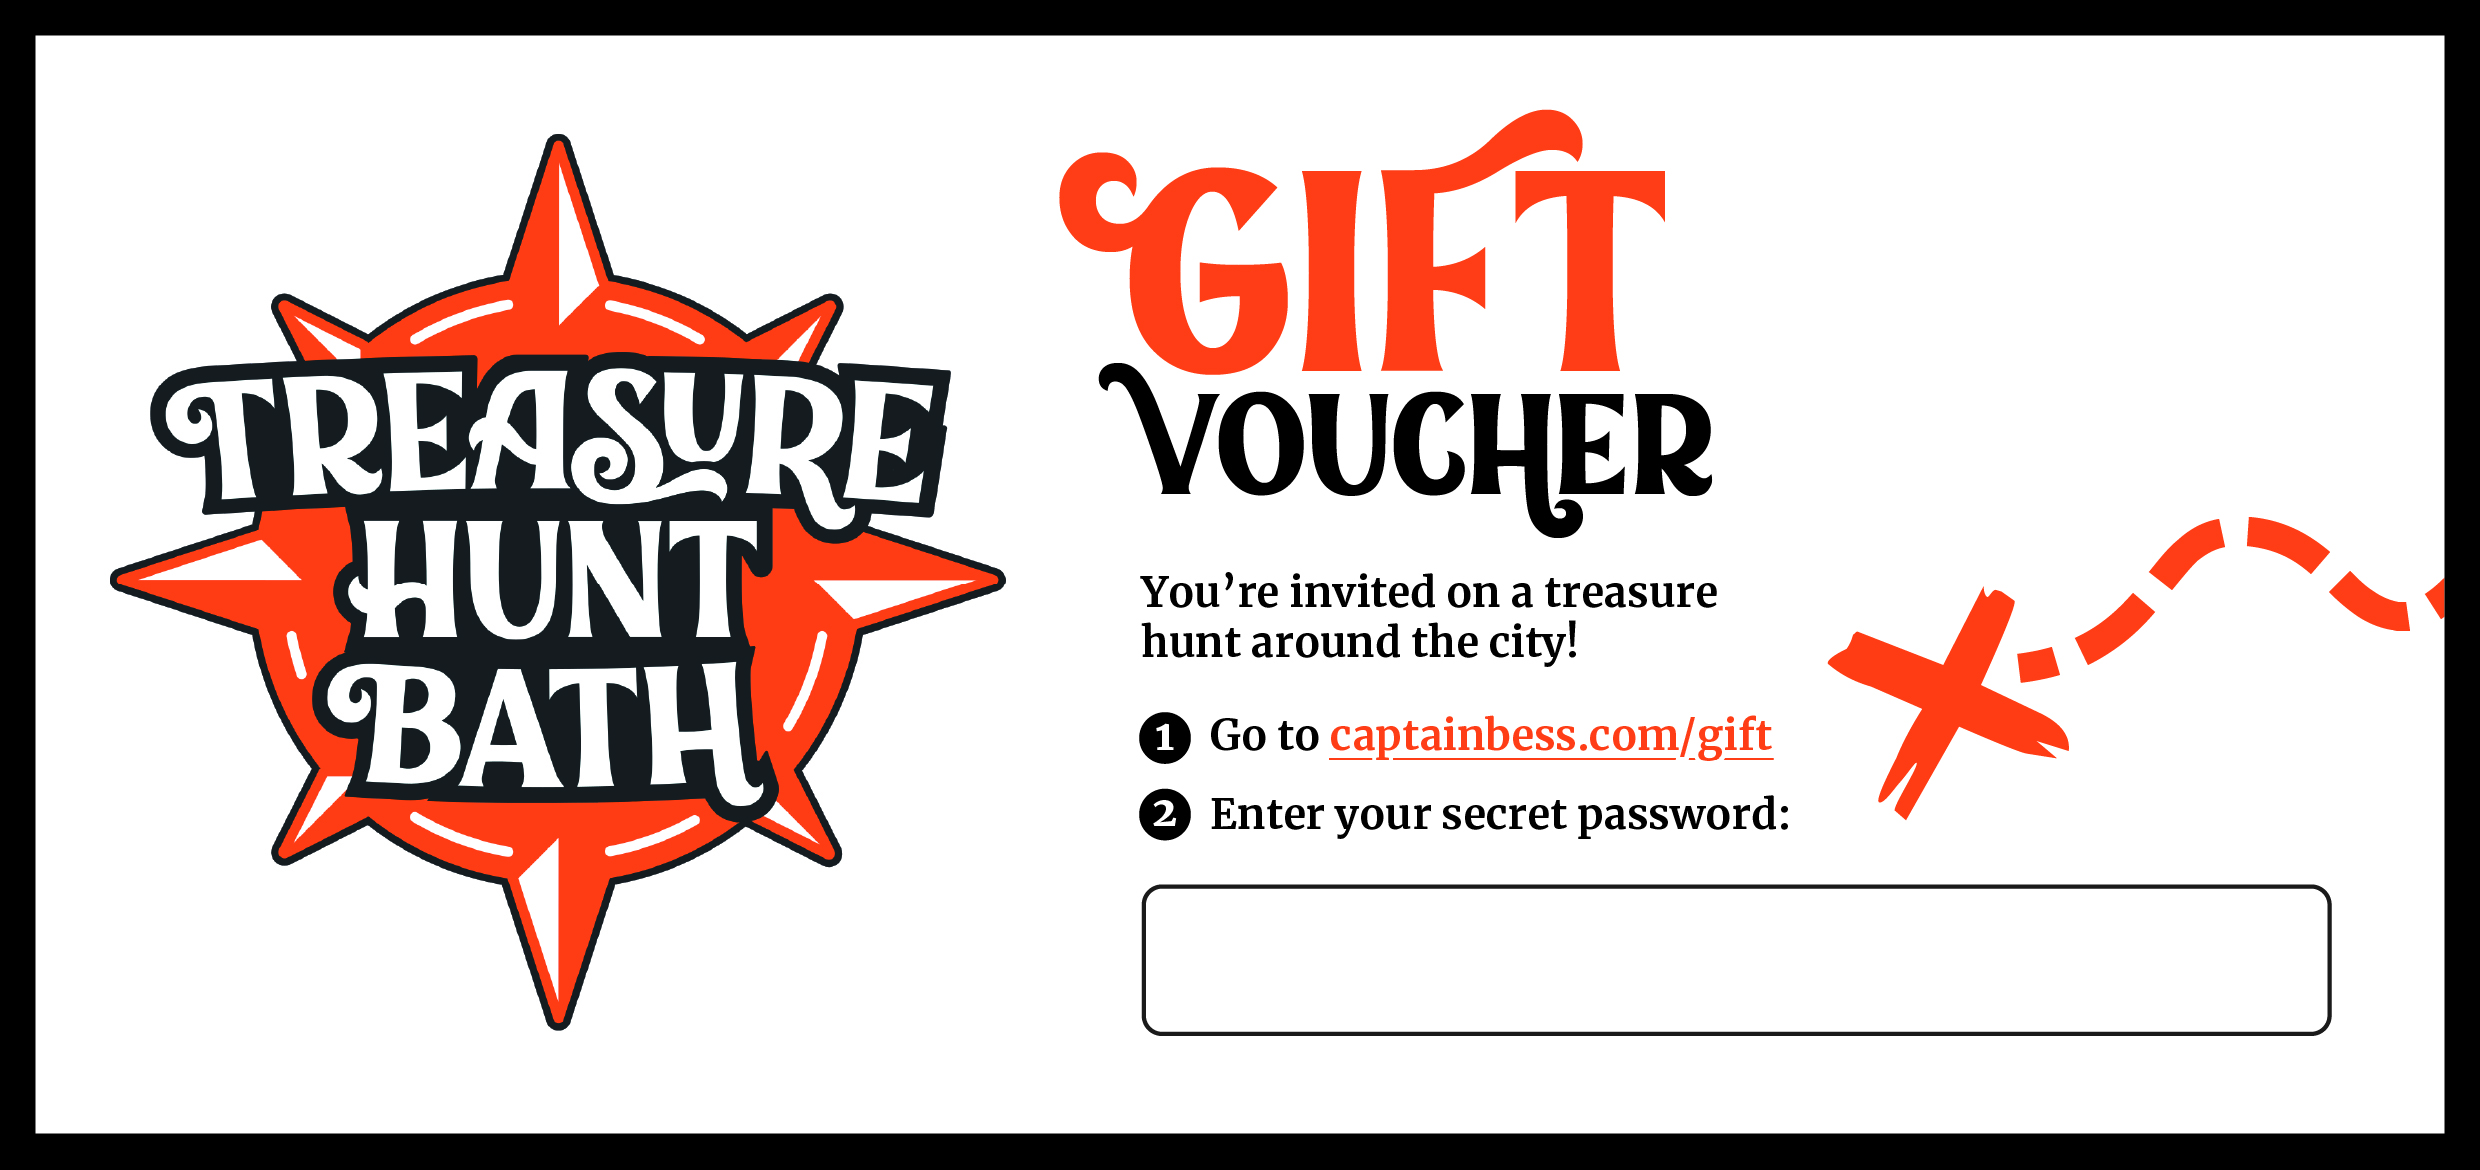 TREASURE
HUNT
BATH
GIFT
VOUCHER
You’re invited on a treasure
hunt around the city!
1 Go to captainbess.com/gift
2 Enter your secret password: